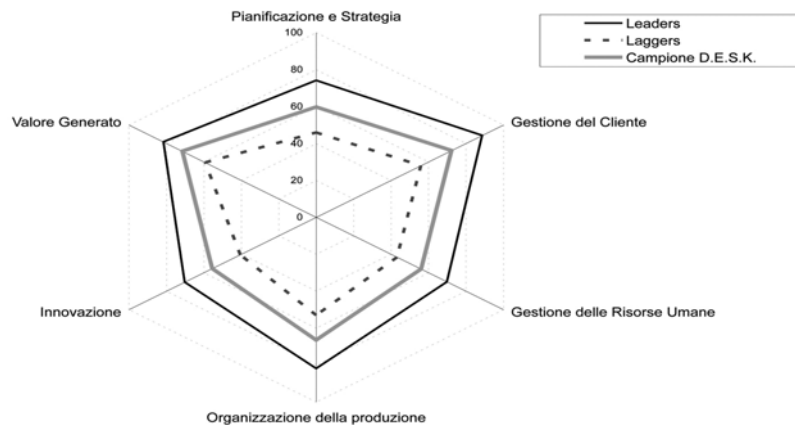 Pianificazione e Strategia
100
80
60
40
20
0
Leaders
Laggers
Campione D.E.S.K.
Valore Generato
Gestione del Cliente
Innovazione
Gestione delle Risorse Umane
Organizzazione della produzione